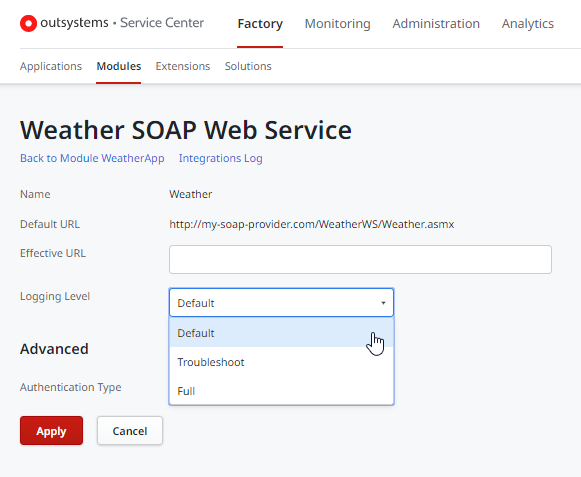 outsystems • Service Center Factory Monitoring Administration Analytics
Applications Modules Extensions Solutions
Weather SOAP Web Service
Back to Module WeatherApp Integrations Log
Name Weather
Default URL http://my-soap-provider.com/WeatherWS/Weather.asmx
Effective URL
Logging Level Default
Default
Advanced
Troubleshoot
Authentication Type Full
Apply Cancel